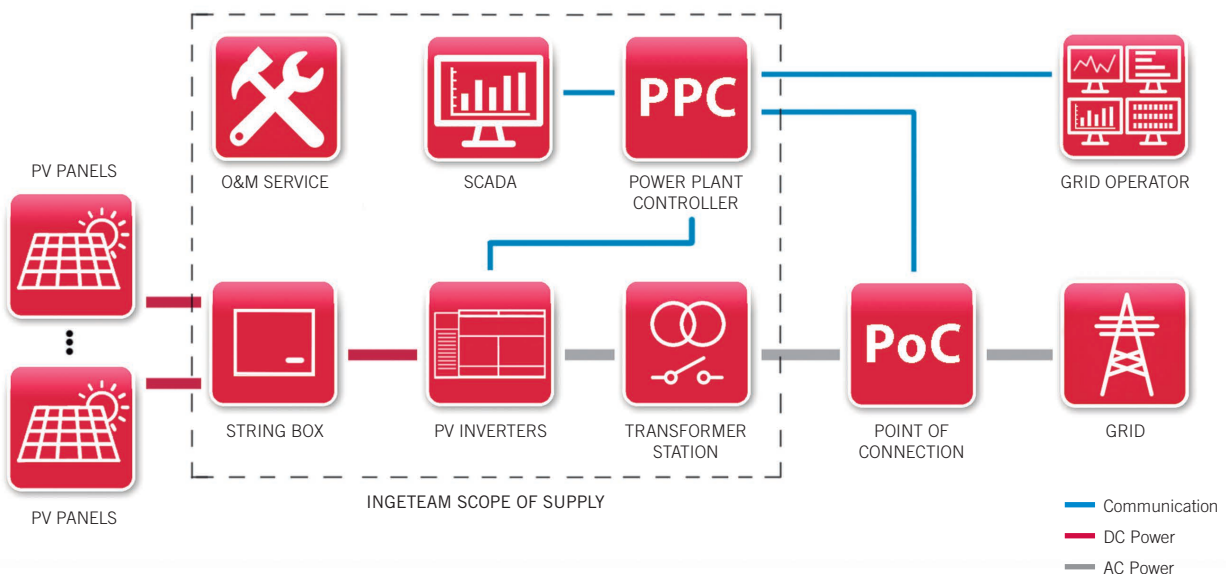 PPC
PV PANELS
O&M SERVICE
SCADA
POWER PLANT
CONTROLLER
GRID OPERATOR
PoC
STRING BOX
PV INVERTERS
TRANSFORMER
STATION
POINT OF
CONNECTION
GRID
INGETEAM SCOPE OF SUPPLY
PV PANELS
Communication
DC Power
AC Power